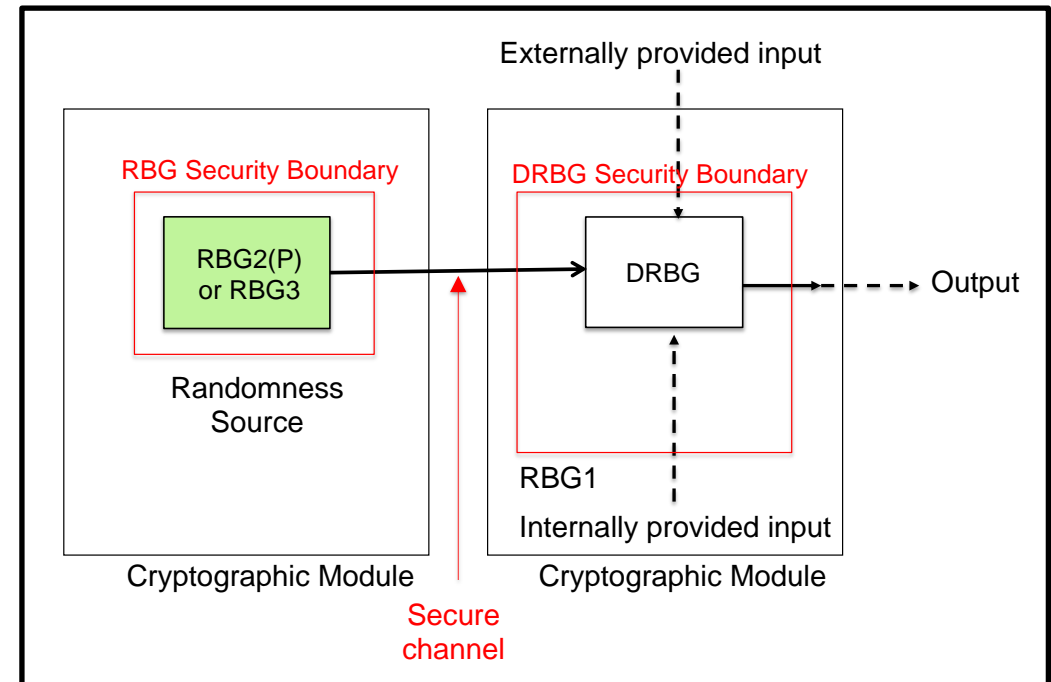 Externally provided input
RBG Security Boundary
DRBG Security Boundary
RBG2(P)
or RBG3
DRBG
Output
Randomness
Source
RBG1
Internally provided input
Cryptographic Module
Cryptographic Module
Secure
channel